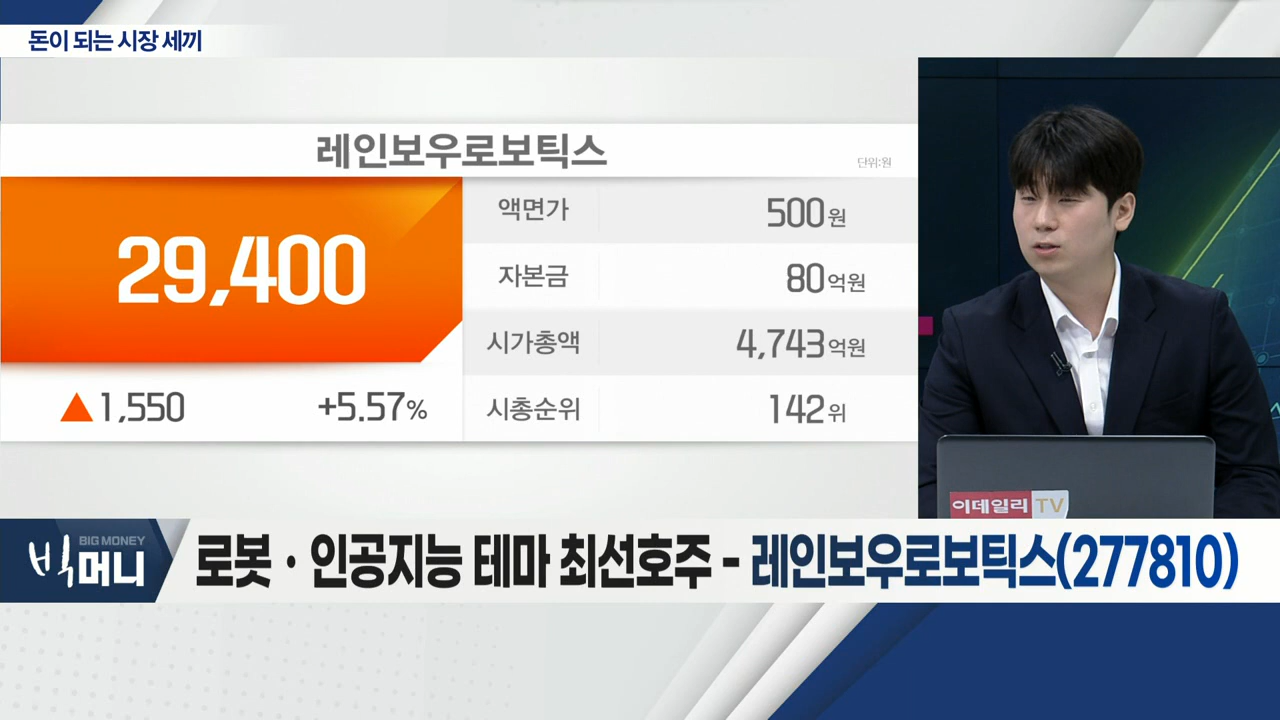 돈이 되는 시장 세끼
레인보우로보틱스
단위:원
29,400
▲1,550 +5.57%
액면가 500원
자본금 80억원
시가총액 4,743억원
시총순위 142위
이데일리TV
BIG MONEY
빅머니
로봇·인공지능 테마 최선호주 - 레인보우로보틱스(277810)